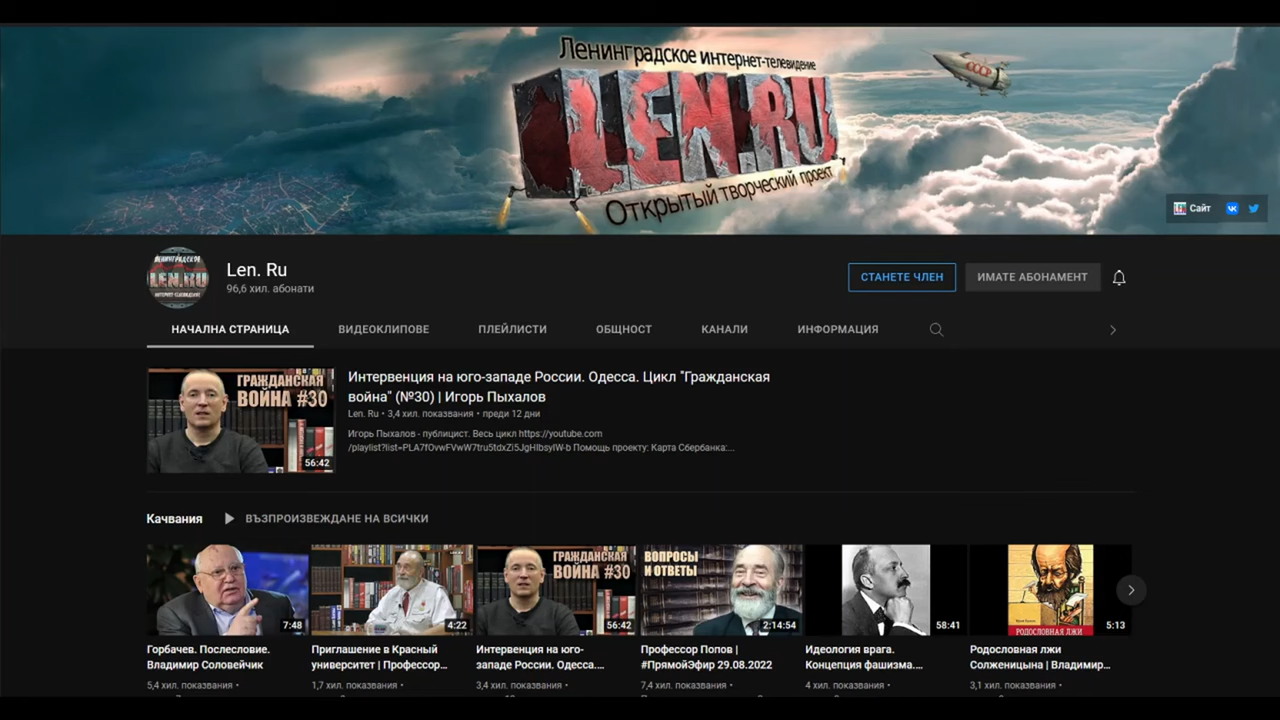 Ленинградское интернет-телевидение
СССР
LEN.RU
Открытый творческий проект
Сайт
ЛЕНИНГРАДСКОЕ
LEN.RU
ИНТЕРНЕТ-ТЕЛЕВИДЕНИЕ
Len. Ru
96,6 хил. абонати
СТАНЕТЕ ЧЛЕН
ИМАТЕ АБОНАМЕНТ
НАЧАЛНА СТРАНИЦА
ВИДЕОКЛИПОВЕ
ПЛЕЙЛИСТИ
ОБЩНОСТ
КАНАЛИ
ИНФОРМАЦИЯ
ГРАЖДАНСКАЯ
ВОЙНА #30
56:42
Интервенция на юго-западе России. Одесса. Цикл "Гражданская
война" (№30) | Игорь Пыхалов
Len. Ru • 3,4 хил. показвания • преди 12 дни
Игорь Пыхалов - публицист. Весь цикл https://youtube.com
/playlist?list=PLA7fOvwFVwW7tru5tdxZi5JgHIbsyIW-b Помощь проекту: Карта Сбербанка:...
Качвания
ВЪЗПРОИЗВЕЖДАНЕ НА ВСИЧКИ
7:48
4:22
ГРАЖДАНСКАЯ
ВОЙНА #30
56:42
ВОПРОСЫ
И ОТВЕТЫ
2:14:54
58:41
РОДОСЛОВНАЯ ЛЖИ
5:13
Горбачев. Послесловие.
Владимир Соловейчик
5,4 хил. показвания •
Приглашение в Красный
университет | Профессор...
1,7 хил. показвания •
Интервенция на юго-
западе России. Одесса....
3,4 хил. показвания •
Профессор Попов |
#ПрямойЭфир 29.08.2022
7,4 хил. показвания •
Идеология врага.
Концепция фашизма....
4 хил. показвания •
Родословная лжи
Солженицына | Владимир...
3,1 хил. показвания •